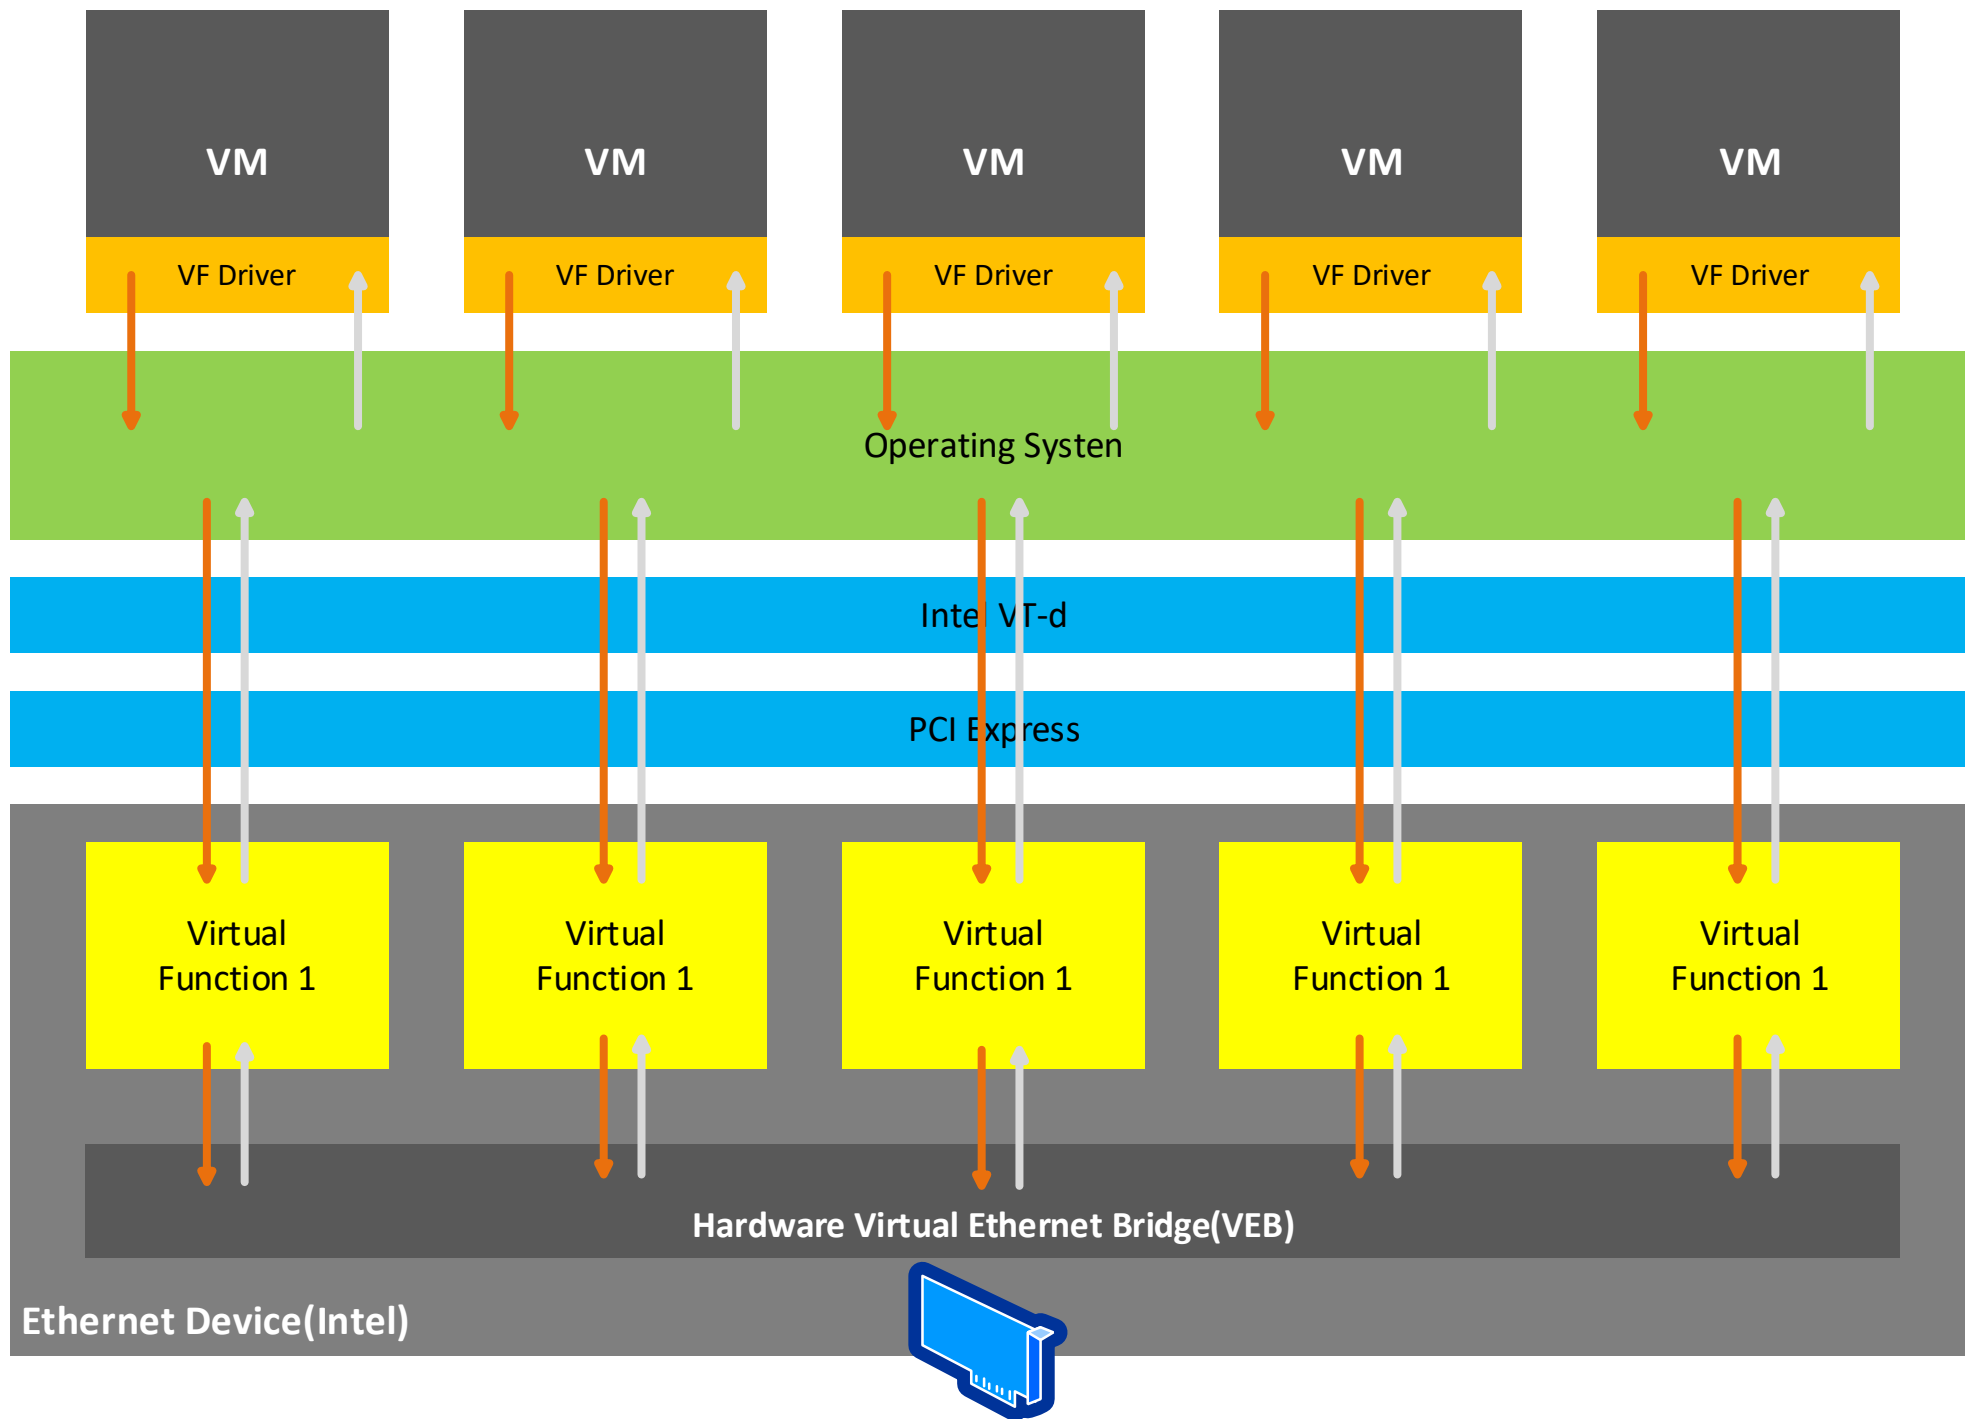 VM
VM
VM
VM
VM
VF Driver
VF Driver
VF Driver
VF Driver
VF Driver
Operating Systen
Intel VT-d
PCI Express
Virtual
Function 1
Virtual
Function 1
Virtual
Function 1
Virtual
Function 1
Virtual
Function 1
Hardware Virtual Ethernet Bridge(VEB)
Ethernet Device(Intel)